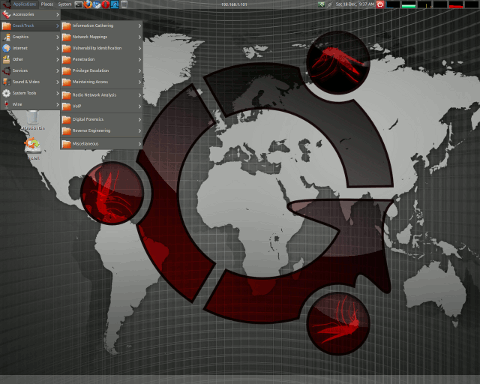 Applications Places System
192.168.1.101
Sat 18 Dec, 9:37 AM
Accessories
BackTrack
Graphics
Internet
Other
Services
Sound & Video
System Tools
Wine
Information Gathering
Network Mapping
Vulnerability Identification
Penetration
Privilege Escalation
Maintaining Access
Radio Network Analysis
VoIP
Digital Forensics
Reverse Engineering
Miscellaneous